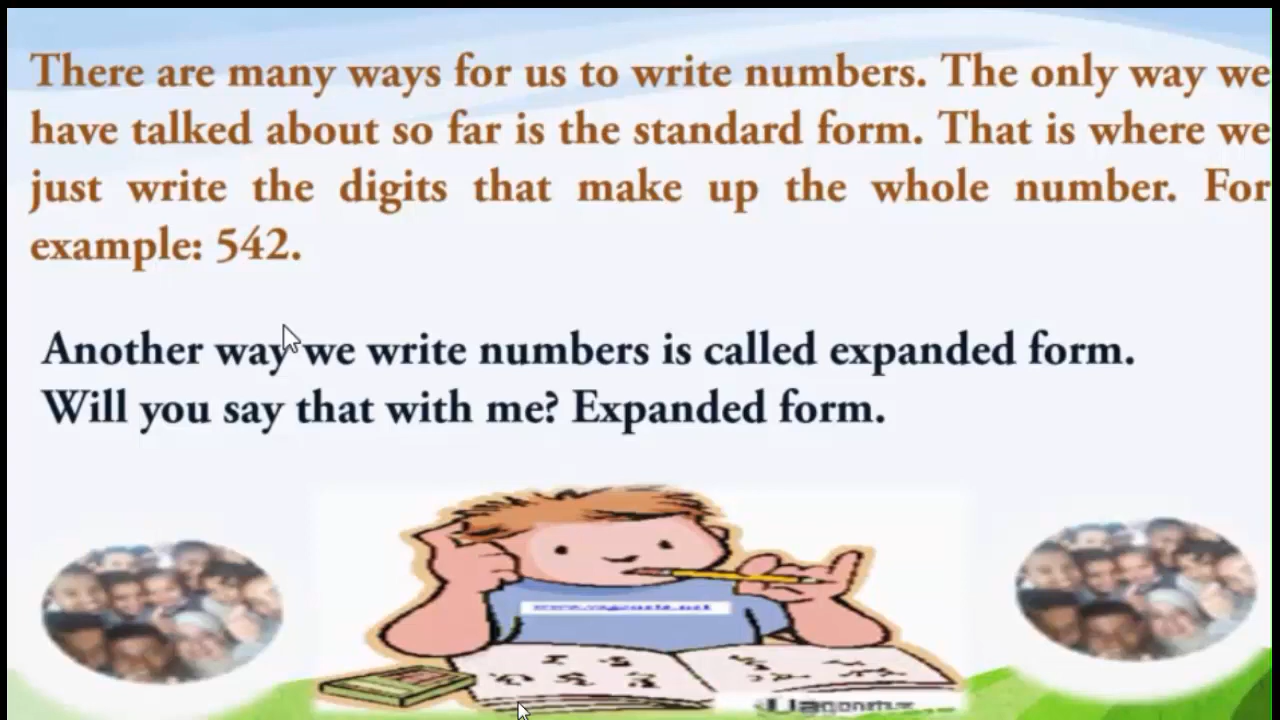 There are many ways for us to write numbers. The only way we
have talked about so far is the standard form. That is where we
just write the digits that make up the whole number. For
example: 542.
Another way we write numbers is called expanded form.
Will you say that with me? Expanded form.